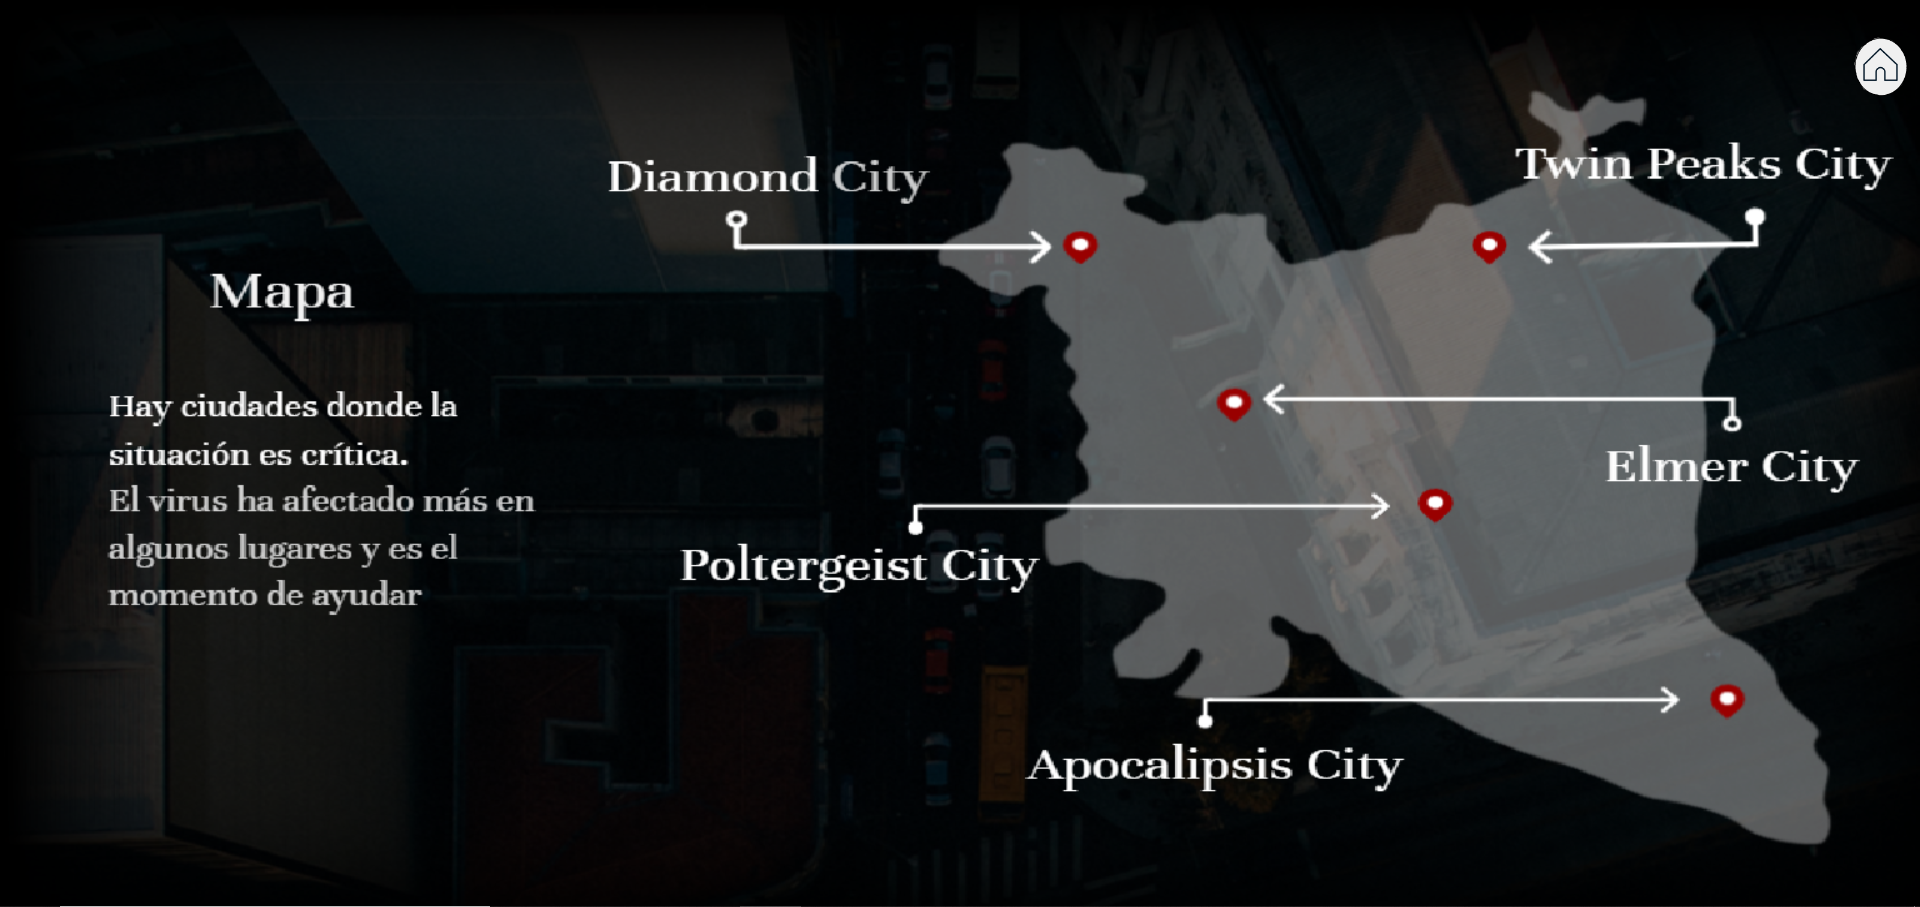 Mapa
Hay ciudades donde la
situación es crítica.
El virus ha afectado más en
algunos lugares y es el
momento de ayudar
Diamond City
Twin Peaks City
Elmer City
Poltergeist City
Apocalipsis City